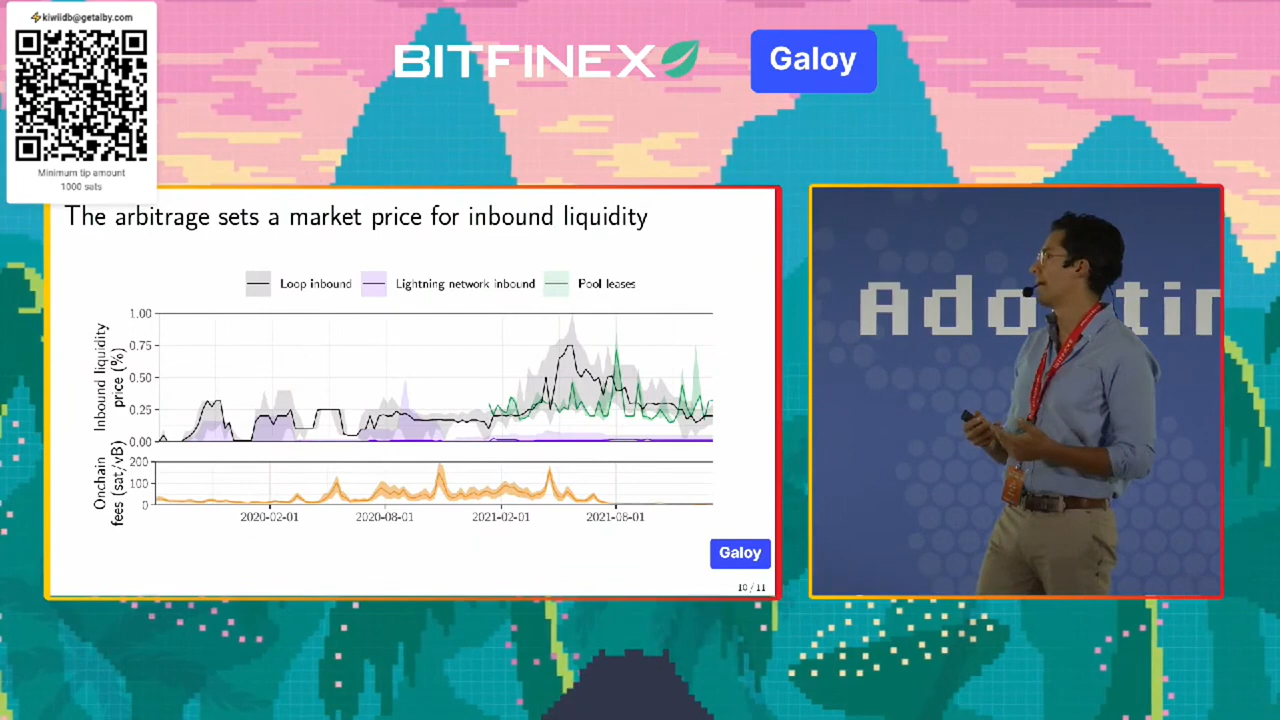 ⚡kiwiidb@getalby.com
Minimum tip amount
1000 sats
BITFINEX
Galoy
The arbitrage sets a market price for inbound liquidity
Loop inbound
Lightning network inbound
Pool leases
Inbound liquidity
price (%)
1.00
0.75
0.50
0.25
0.00
Onchain
fees (sat/vB)
200
100
0
2020-02-01
2020-08-01
2021-02-01
2021-08-01
Galoy
10 / 11
Ado
tin